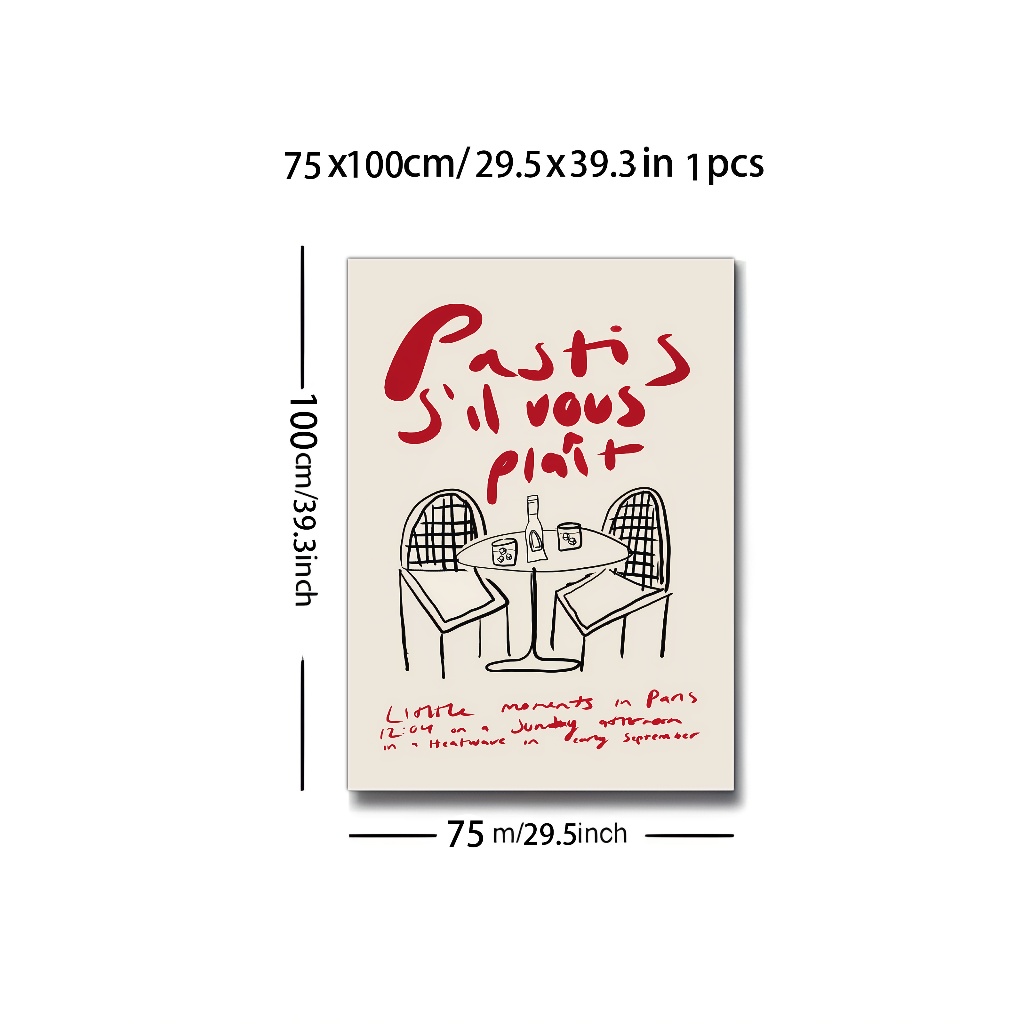 75x100cm/29.5x39.3in 1pcs
100cm/39.3inch
Pastis
s'il vous
plaît
Little moments in Paris
12:04 on a Sunday afternoon
in a Heatwave in early September
75 m/29.5inch